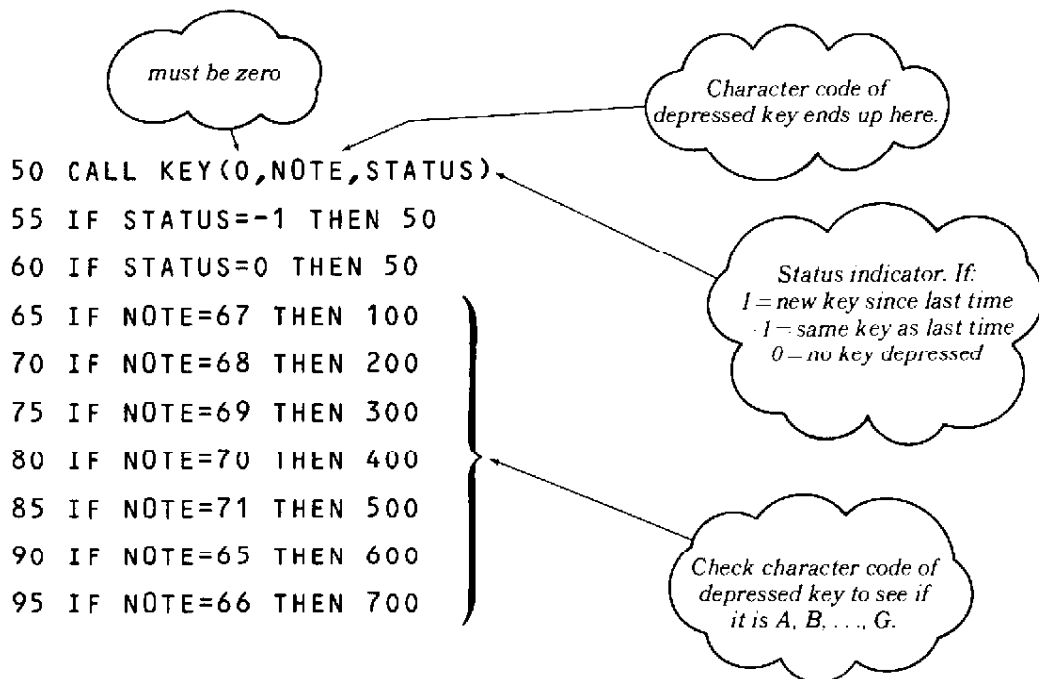 must be zero
Character code of
depressed key ends up here.
50 CALL KEY(0,NOTE,STATUS)
55 IF STATUS=-1 THEN 50
60 IF STATUS=0 THEN 50
65 IF NOTE=67 THEN 100
70 IF NOTE=68 THEN 200
75 IF NOTE=69 THEN 300
80 IF NOTE=70 THEN 400
85 IF NOTE=71 THEN 500
90 IF NOTE=65 THEN 600
95 IF NOTE=66 THEN 700
Status indicator. If:
1=new key since last time
-1=same key as last time
0=no key depressed
Check character code of
depressed key to see if
it is A, B, . . ., G.